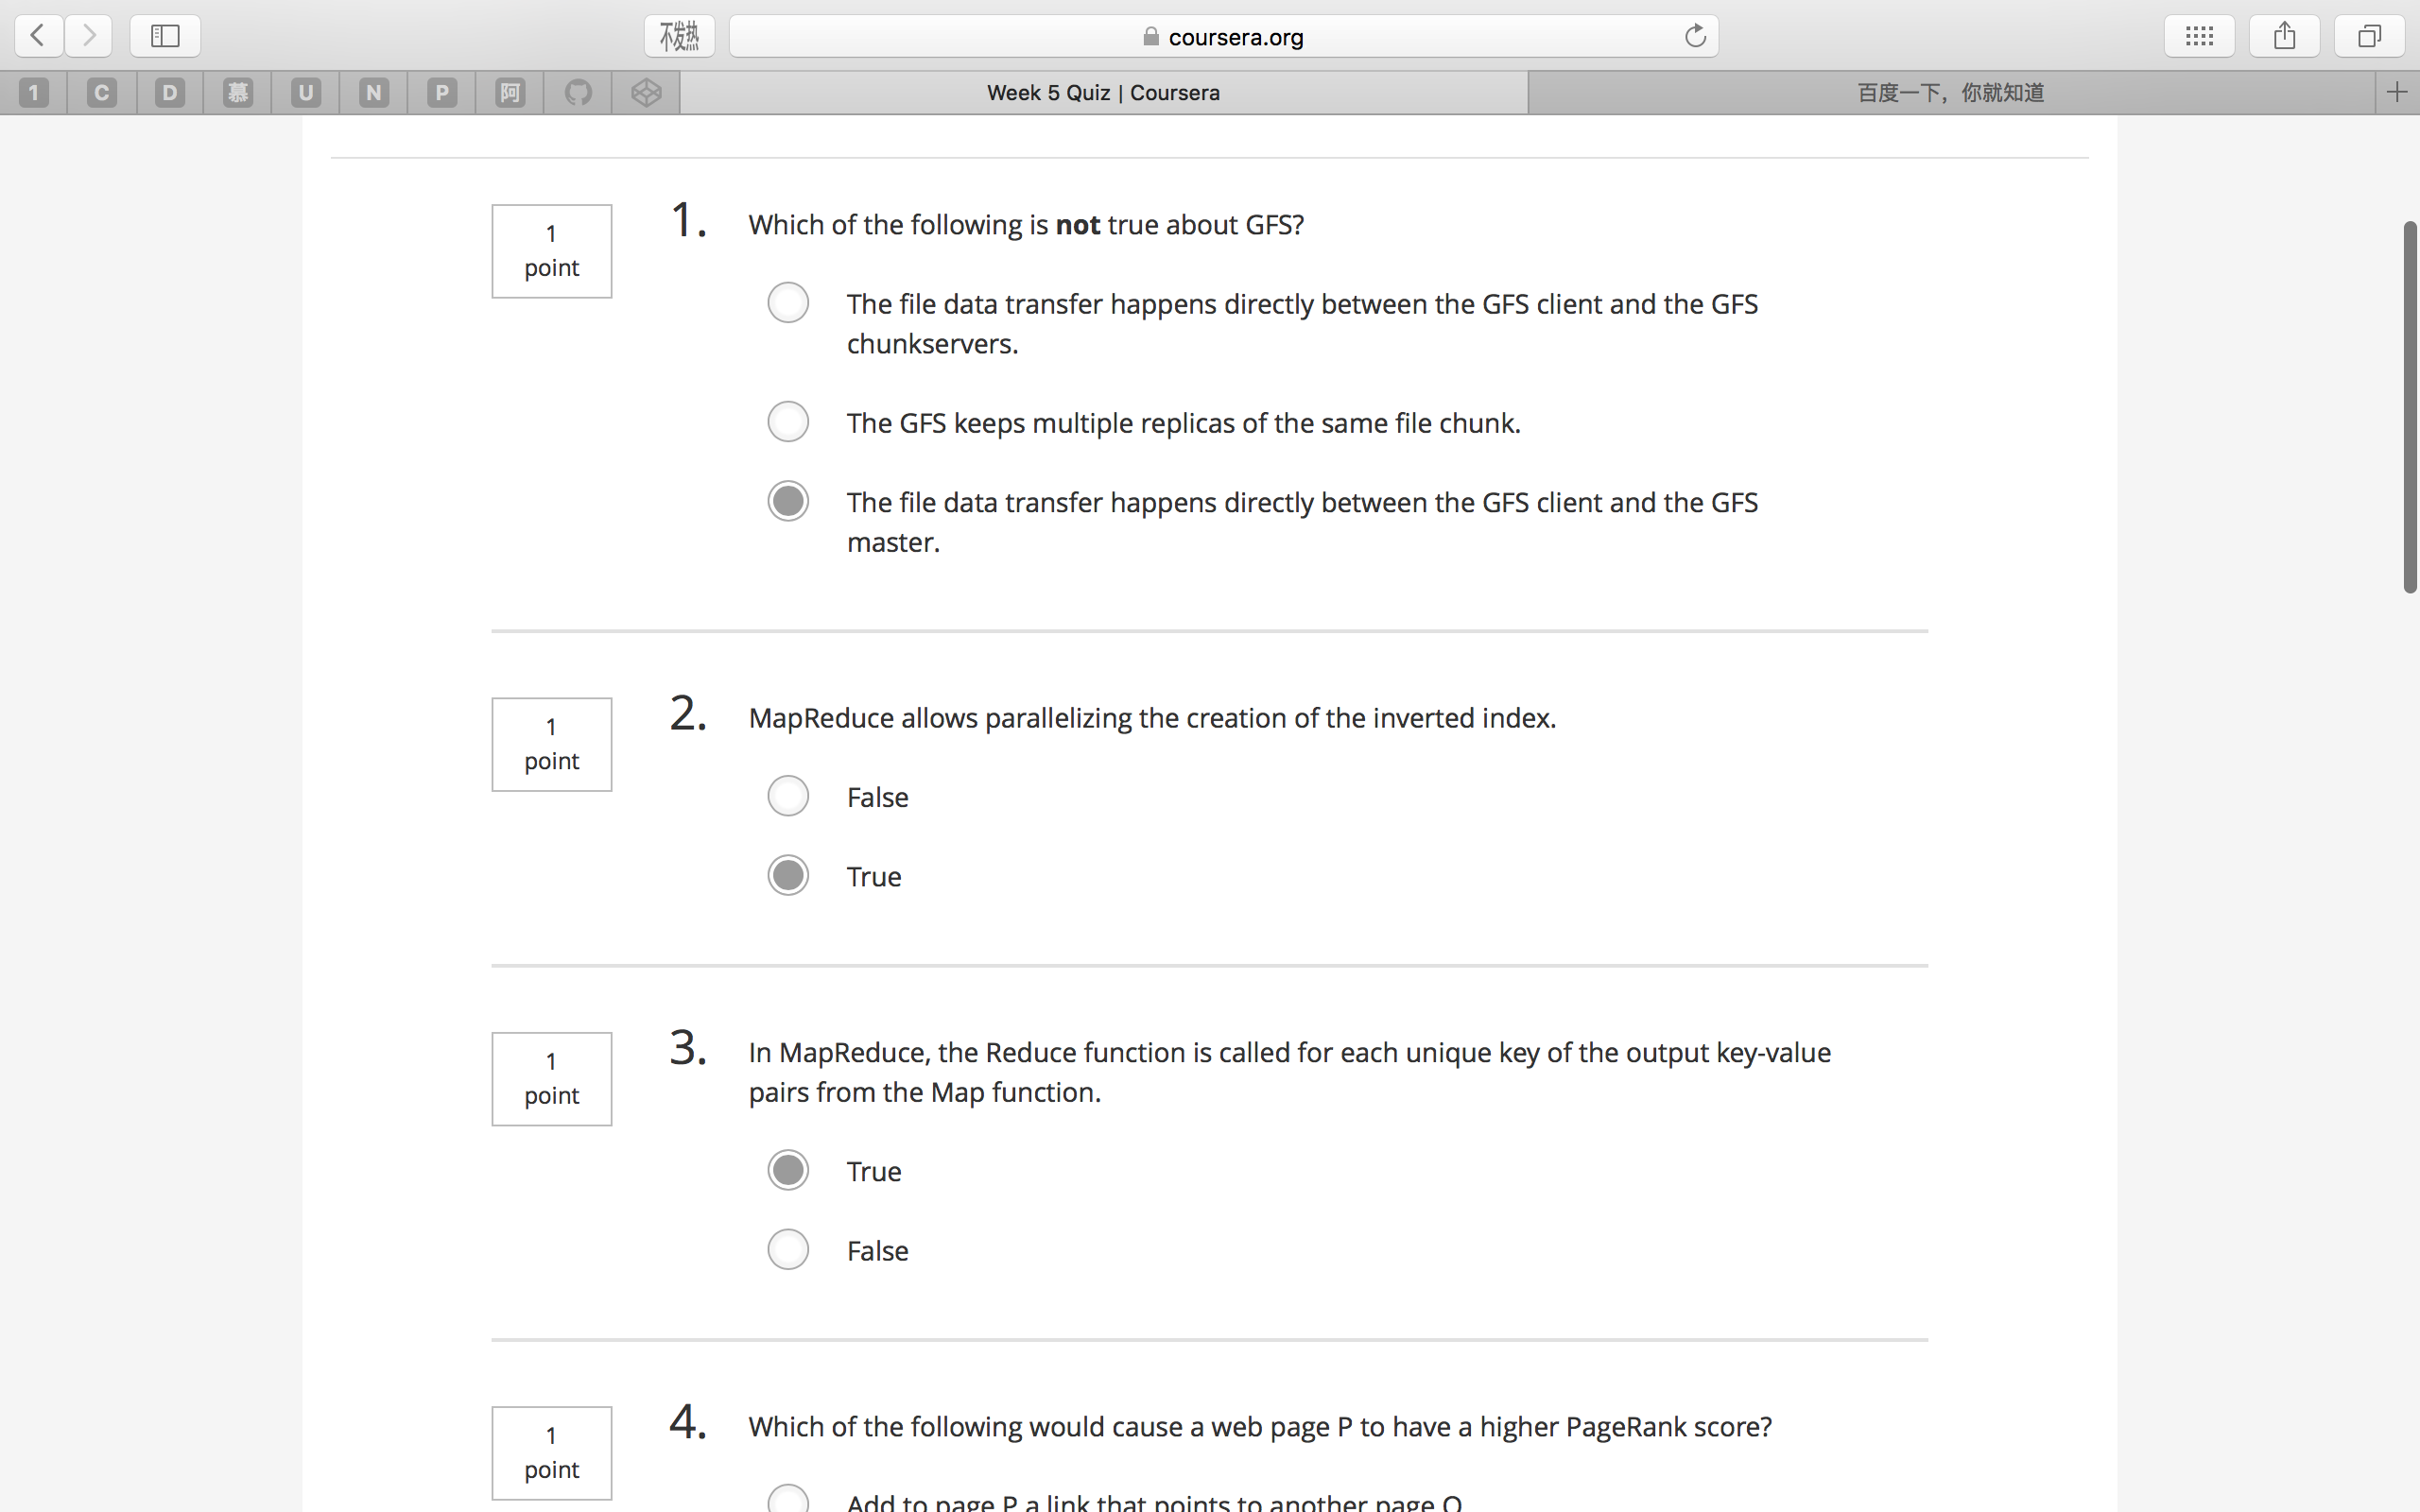 不发热
coursera.org
1 C D 慕 U N P 阿
Week 5 Quiz | Coursera
百度一下，你就知道
1
point
1.
Which of the following is not true about GFS?
The file data transfer happens directly between the GFS client and the GFS
chunkservers.
The GFS keeps multiple replicas of the same file chunk.
The file data transfer happens directly between the GFS client and the GFS
master.
1
point
2.
MapReduce allows parallelizing the creation of the inverted index.
False
True
1
point
3.
In MapReduce, the Reduce function is called for each unique key of the output key-value
pairs from the Map function.
True
False
1
point
4.
Which of the following would cause a web page P to have a higher PageRank score?
Add to page P a link that points to another page Q